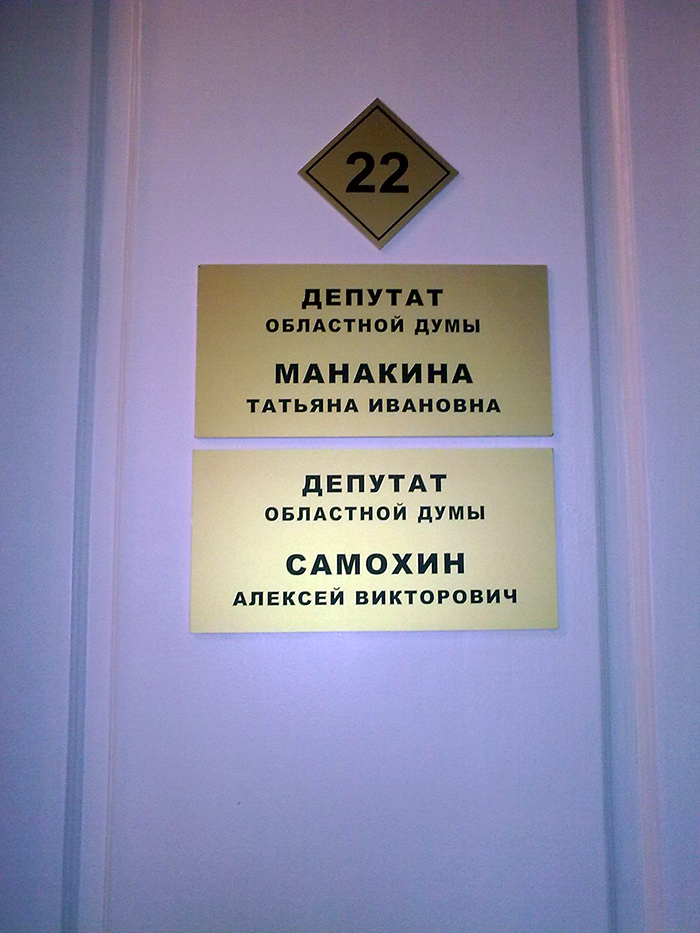 22
ДЕПУТАТ
ОБЛАСТНОЙ ДУМЫ
МАНАКИНА
ТАТЬЯНА ИВАНОВНА
ДЕПУТАТ
ОБЛАСТНОЙ ДУМЫ
САМОХИН
АЛЕКСЕЙ ВИКТОРОВИЧ